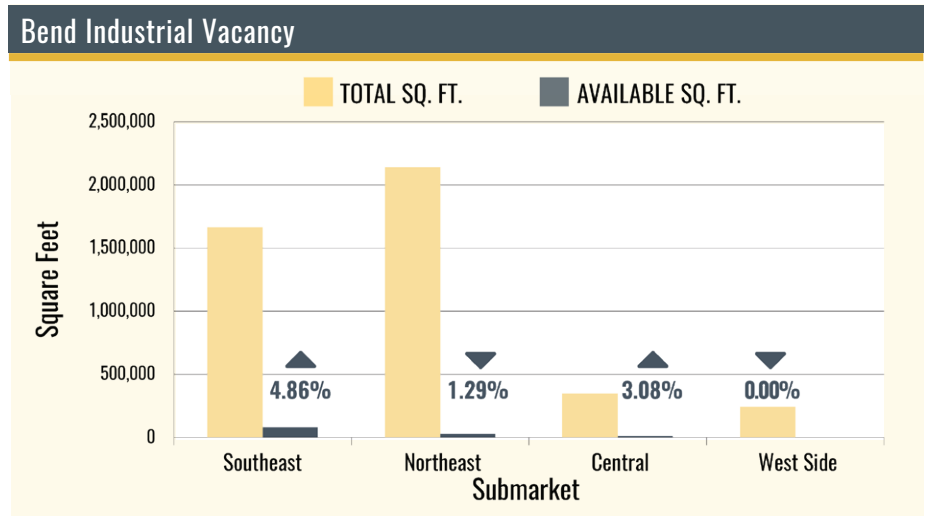 Bend Industrial Vacancy
TOTAL SQ. FT. AVAILABLE SQ. FT.
2,500,000
2,000,000
1,500,000
1,000,000
500,000
0
Square Feet
4.86% 1.29% 3.08% 0.00%
Southeast Northeast Central West Side
Submarket